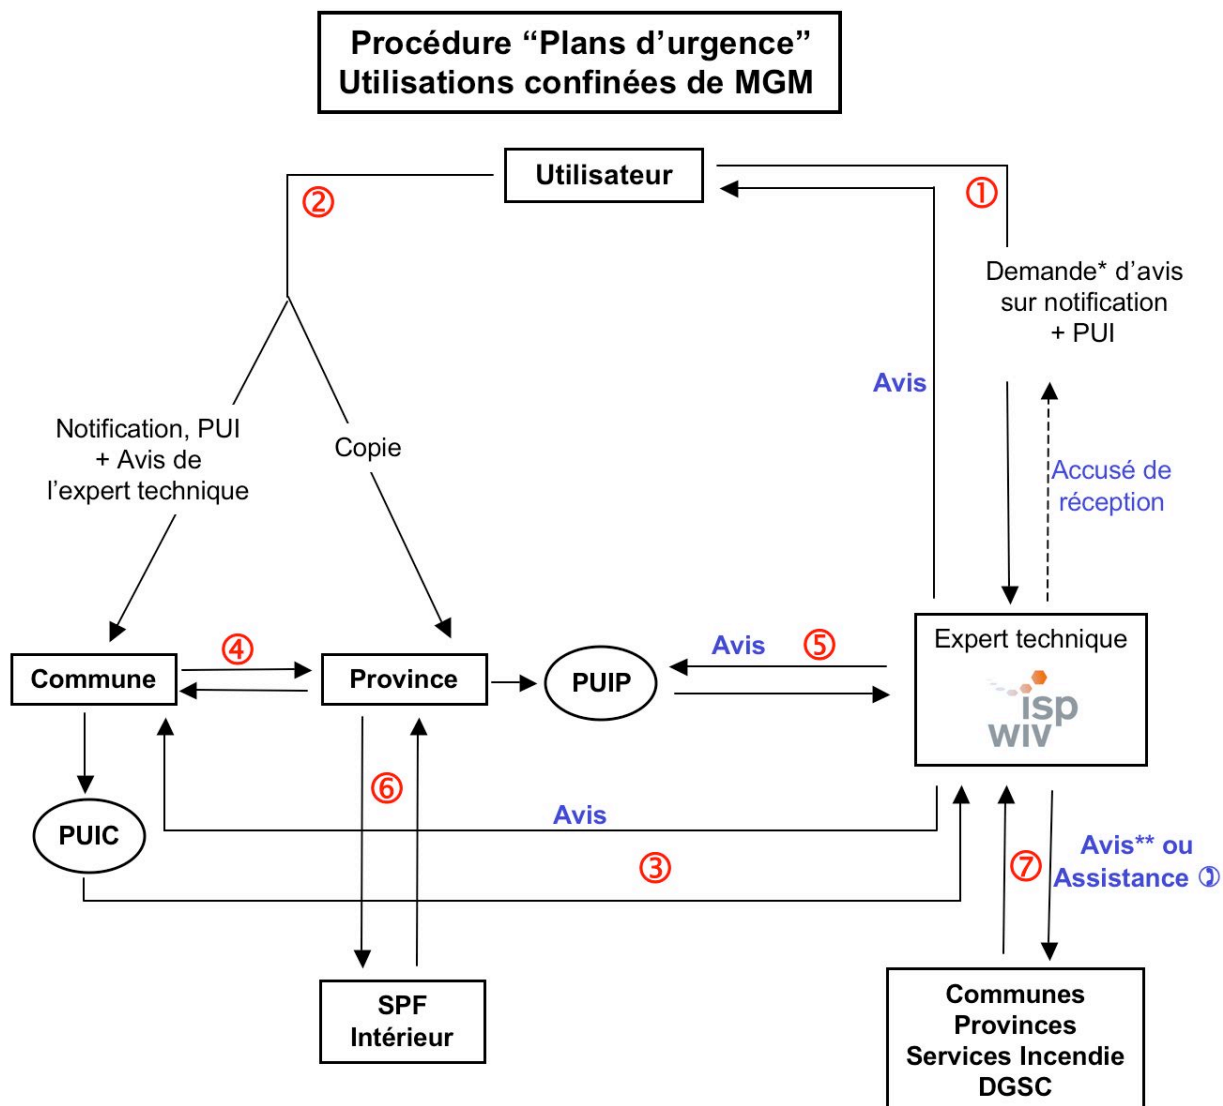 Procédure “Plans d’urgence”
Utilisations confinées de MGM
Utilisateur
②
①
Demande* d’avis
sur notification
+ PUI
Avis
Notification, PUI
+ Avis de
l’expert technique
Copie
Accusé de
réception
Expert technique
isp
wiv
④
Avis
⑤
Commune
Province
PUIP
⑥
PUIC
Avis
③
⑦
Avis** ou
Assistance
SPF
Intérieur
Communes
Provinces
Services Incendie
DGSC